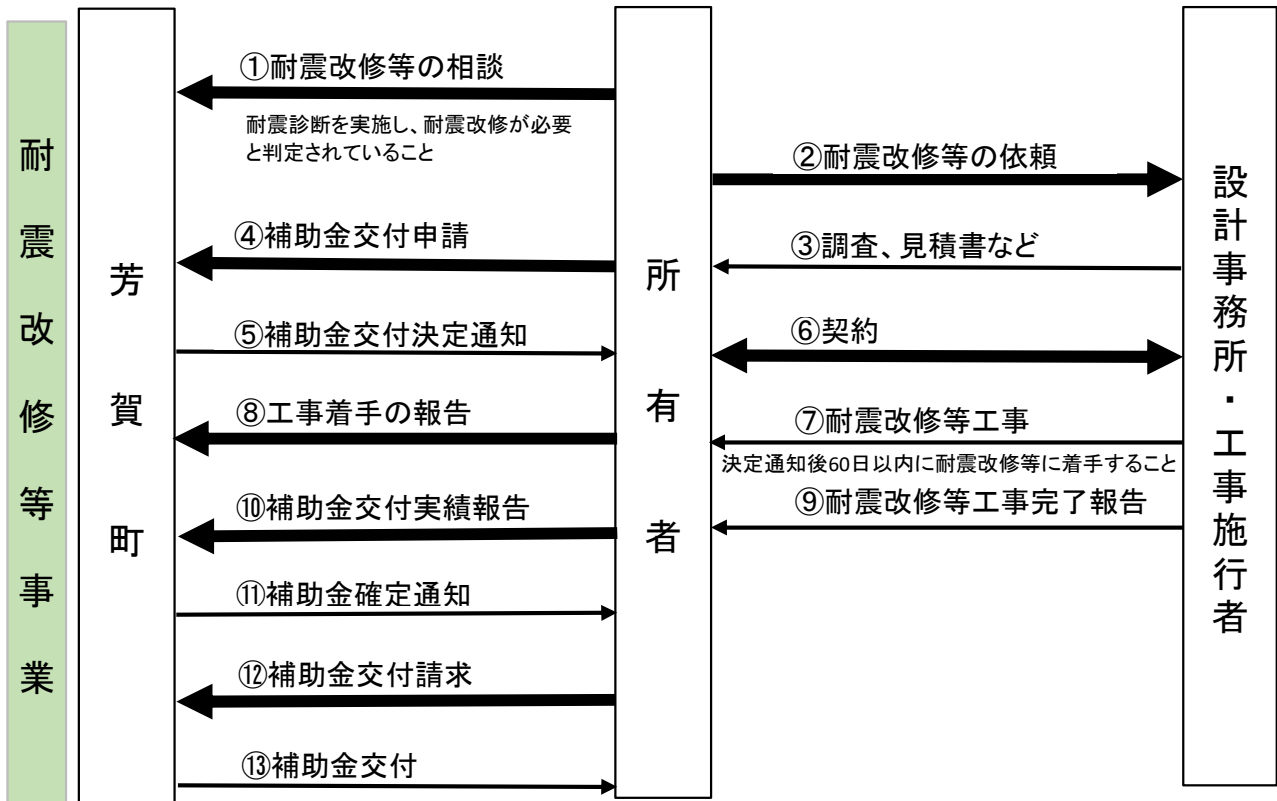 耐震改修等事業
芳賀町
所有者
設計事務所・工事施行者
①耐震改修等の相談
耐震診断を実施し、耐震改修が必要
と判定されていること
②耐震改修等の依頼
③調査、見積書など
④補助金交付申請
⑤補助金交付決定通知
⑥契約
⑦耐震改修等工事
決定通知後60日以内に耐震改修等に着手すること
⑧工事着手の報告
⑨耐震改修等工事完了報告
⑩補助金交付実績報告
⑪補助金確定通知
⑫補助金交付請求
⑬補助金交付